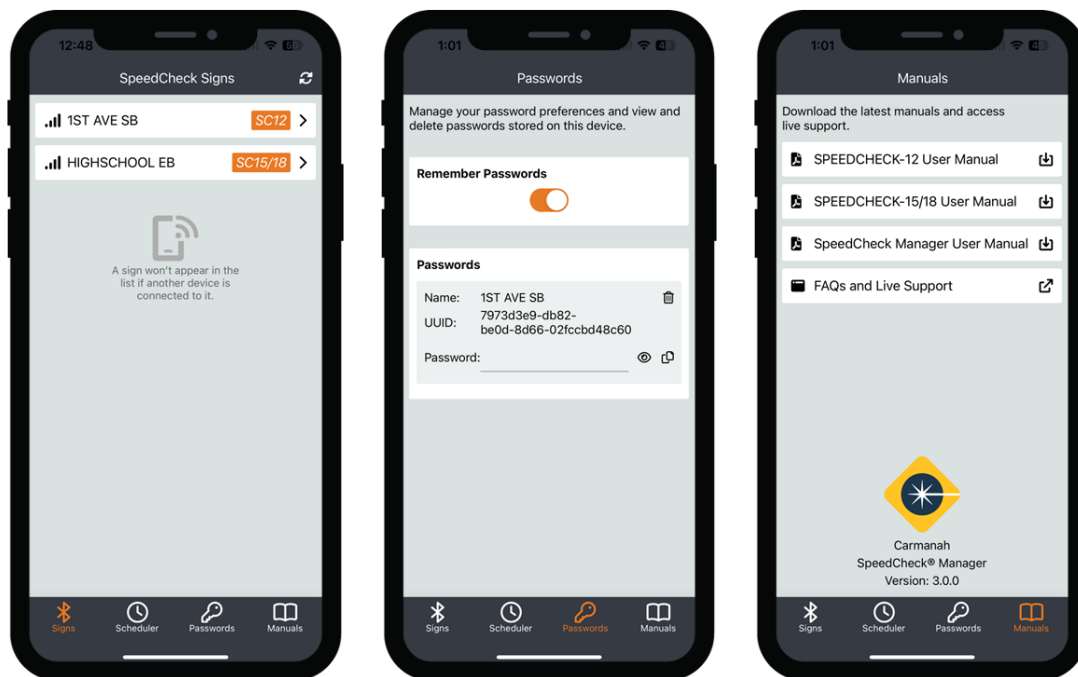 12:48
SpeedCheck Signs
1ST AVE SB
SC12
HIGHSCHOOL EB
SC15/18
A sign won't appear in the
list if another device is
connected to it.
Signs
Scheduler
Passwords
Manuals
1:01
Passwords
Manage your password preferences and view and
delete passwords stored on this device.
Remember Passwords
Passwords
Name: 1ST AVE SB
UUID: 7973d3e9-db82-
be0d-8d66-02fccbd48c60
Password:
Signs
Scheduler
Passwords
Manuals
1:01
Manuals
Download the latest manuals and access
live support.
SPEEDCHECK-12 User Manual
SPEEDCHECK-15/18 User Manual
SpeedCheck Manager User Manual
FAQs and Live Support
Carmanah
SpeedCheck® Manager
Version: 3.0.0
Signs
Scheduler
Passwords
Manuals